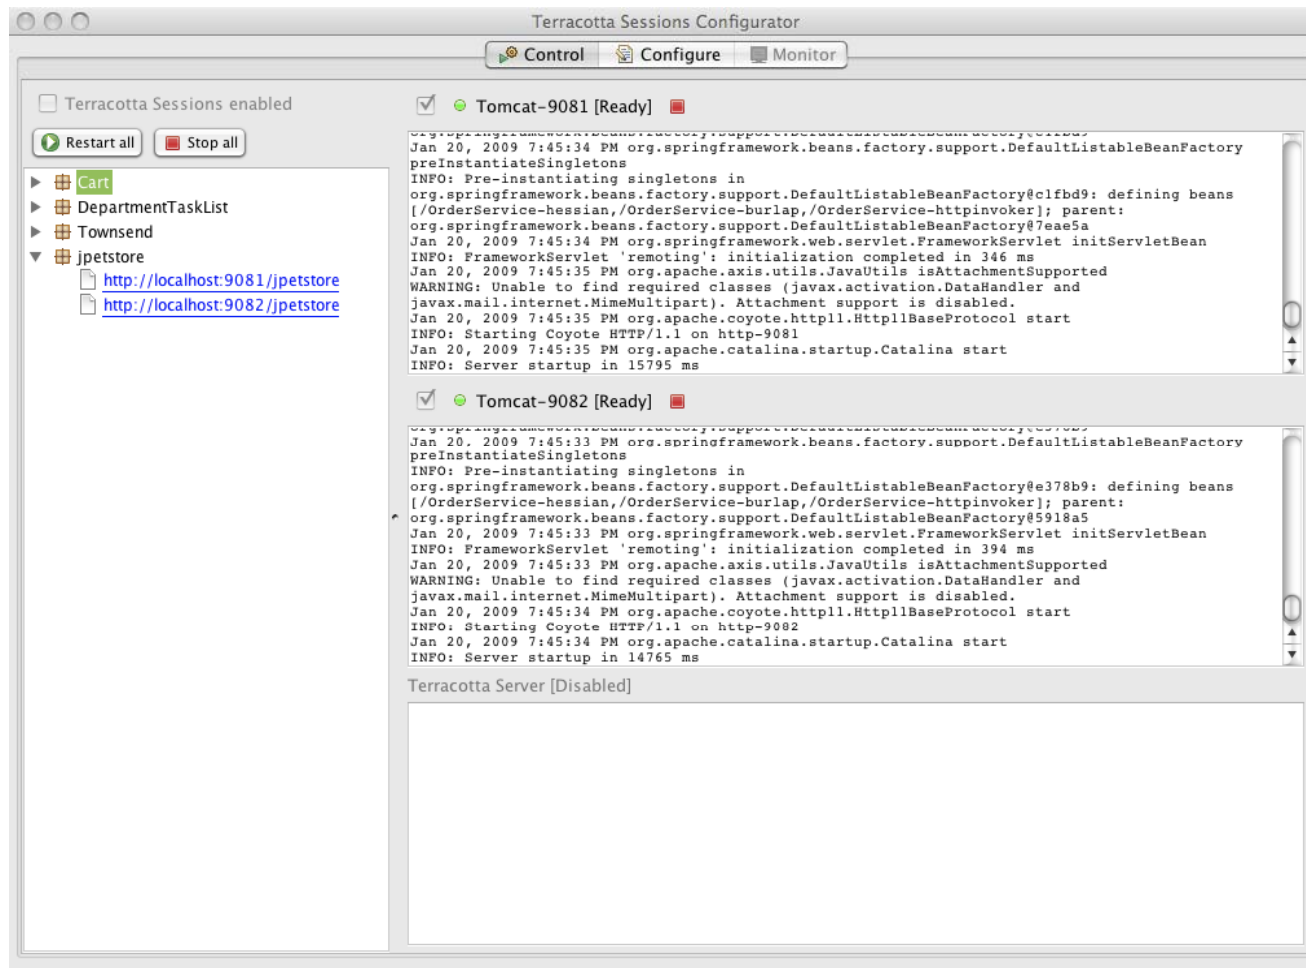 Terracotta Sessions Configurator
Control Configure Monitor
Terracotta Sessions enabled
Restart all Stop all
Cart
DepartmentTaskList
Townsend
jpetstore
http://localhost:9081/jpetstore
http://localhost:9082/jpetstore
Tomcat-9081 [Ready]
org.springframework.beans.factory.support.DefaultListableBeanFactory@c1fbd9
Jan 20, 2009 7:45:34 PM org.springframework.beans.factory.support.DefaultListableBeanFactory
preInstantiateSingletons
INFO: Pre-instantiating singletons in
org.springframework.beans.factory.support.DefaultListableBeanFactory@c1fbd9: defining beans
[/OrderService-hessian,/OrderService-burlap,/OrderService-httpinvoker]; parent:
org.springframework.beans.factory.support.DefaultListableBeanFactory@7eae5a
Jan 20, 2009 7:45:34 PM org.springframework.web.servlet.FrameworkServlet initServletBean
INFO: FrameworkServlet 'remoting': initialization completed in 346 ms
Jan 20, 2009 7:45:35 PM org.apache.axis.utils.JavaUtils isAttachmentSupported
WARNING: Unable to find required classes (javax.activation.DataHandler and
javax.mail.internet.MimeMultipart). Attachment support is disabled.
Jan 20, 2009 7:45:35 PM org.apache.coyote.http11.Http11BaseProtocol start
INFO: Starting Coyote HTTP/1.1 on http-9081
Jan 20, 2009 7:45:35 PM org.apache.catalina.startup.Catalina start
INFO: Server startup in 15795 ms
Tomcat-9082 [Ready]
org.springframework.beans.factory.support.DefaultListableBeanFactory@e378b9
Jan 20, 2009 7:45:33 PM org.springframework.beans.factory.support.DefaultListableBeanFactory
preInstantiateSingletons
INFO: Pre-instantiating singletons in
org.springframework.beans.factory.support.DefaultListableBeanFactory@e378b9: defining beans
[/OrderService-hessian,/OrderService-burlap,/OrderService-httpinvoker]; parent:
org.springframework.beans.factory.support.DefaultListableBeanFactory@5918a5
Jan 20, 2009 7:45:33 PM org.springframework.web.servlet.FrameworkServlet initServletBean
INFO: FrameworkServlet 'remoting': initialization completed in 394 ms
Jan 20, 2009 7:45:33 PM org.apache.axis.utils.JavaUtils isAttachmentSupported
WARNING: Unable to find required classes (javax.activation.DataHandler and
javax.mail.internet.MimeMultipart). Attachment support is disabled.
Jan 20, 2009 7:45:34 PM org.apache.coyote.http11.Http11BaseProtocol start
INFO: Starting Coyote HTTP/1.1 on http-9082
Jan 20, 2009 7:45:34 PM org.apache.catalina.startup.Catalina start
INFO: Server startup in 14765 ms
Terracotta Server [Disabled]